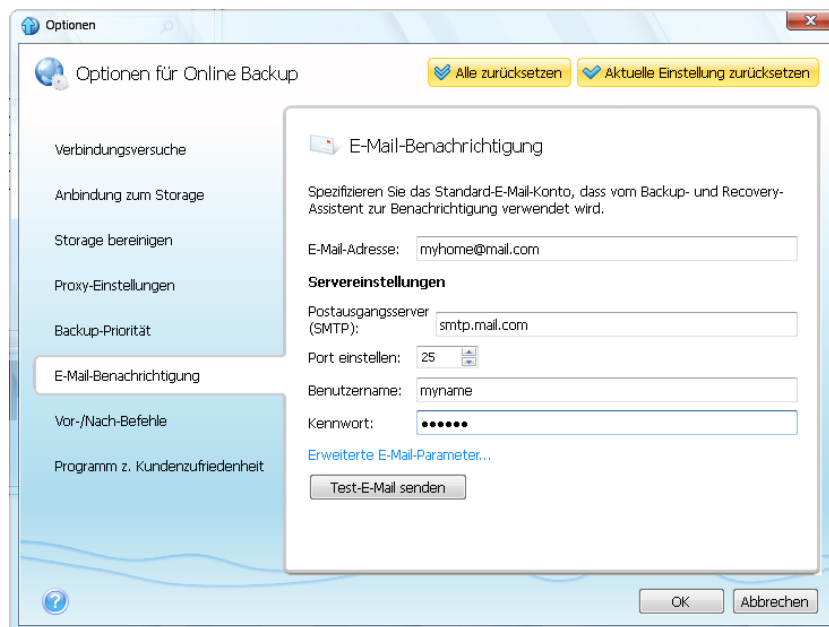 Optionen
Optionen für Online Backup
Alle zurücksetzen
Aktuelle Einstellung zurücksetzen
Verbindungsversuche
Anbindung zum Storage
Storage bereinigen
Proxy-Einstellungen
Backup-Priorität
E-Mail-Benachrichtigung
Vor-/Nach-Befehle
Programm z. Kundenzufriedenheit
E-Mail-Benachrichtigung
Spezifizieren Sie das Standard-E-Mail-Konto, dass vom Backup- und Recovery-
Assistent zur Benachrichtigung verwendet wird.
E-Mail-Adresse: myhome@mail.com
Servereinstellungen
Postausgangsserver
(SMTP): smtp.mail.com
Port einstellen: 25
Benutzername: myname
Kennwort: ●●●●●●
Erweiterte E-Mail-Parameter...
Test-E-Mail senden
?
OK
Abbrechen